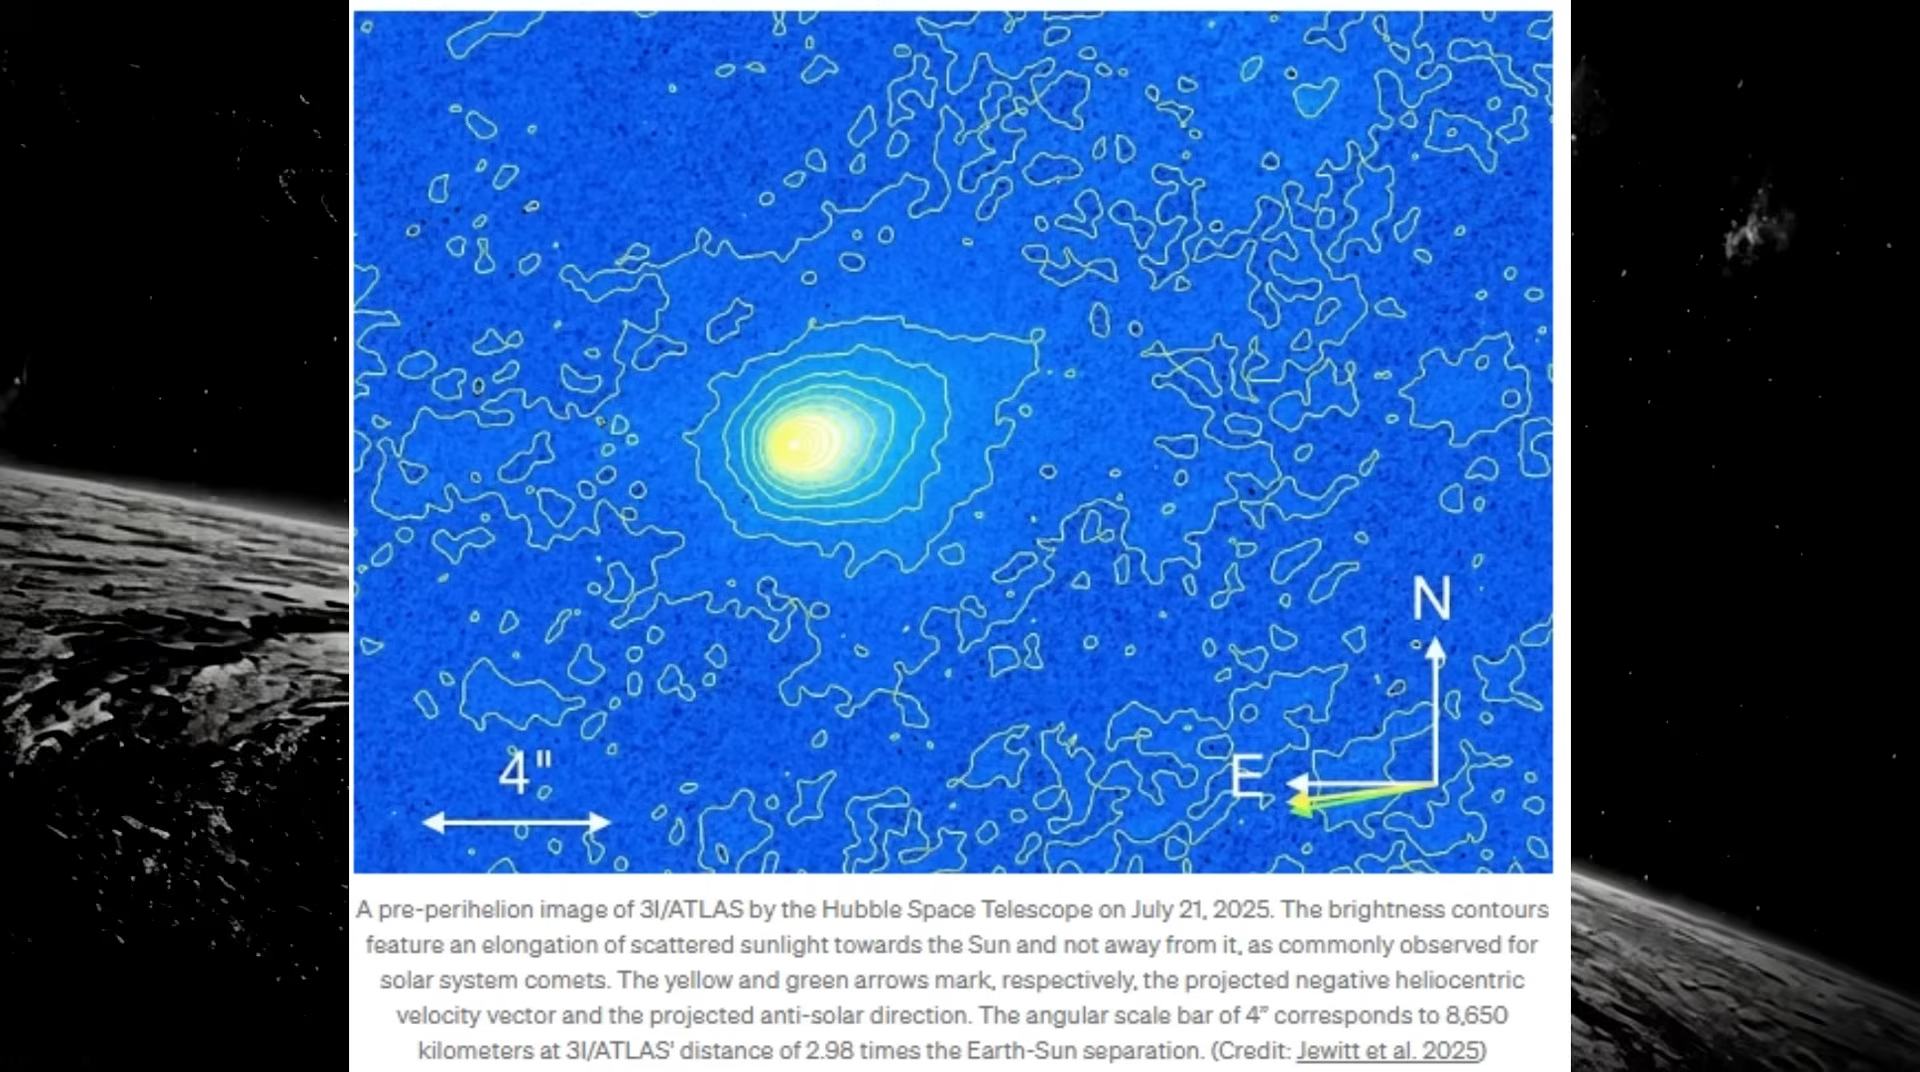 N
4"
E
A pre-perihelion image of 3I/ATLAS by the Hubble Space Telescope on July 21, 2025. The brightness contours
feature an elongation of scattered sunlight towards the Sun and not away from it, as commonly observed for
solar system comets. The yellow and green arrows mark, respectively, the projected negative heliocentric
velocity vector and the projected anti-solar direction. The angular scale bar of 4” corresponds to 8,650
kilometers at 3I/ATLAS’ distance of 2.98 times the Earth-Sun separation. (Credit: Jewitt et al. 2025)